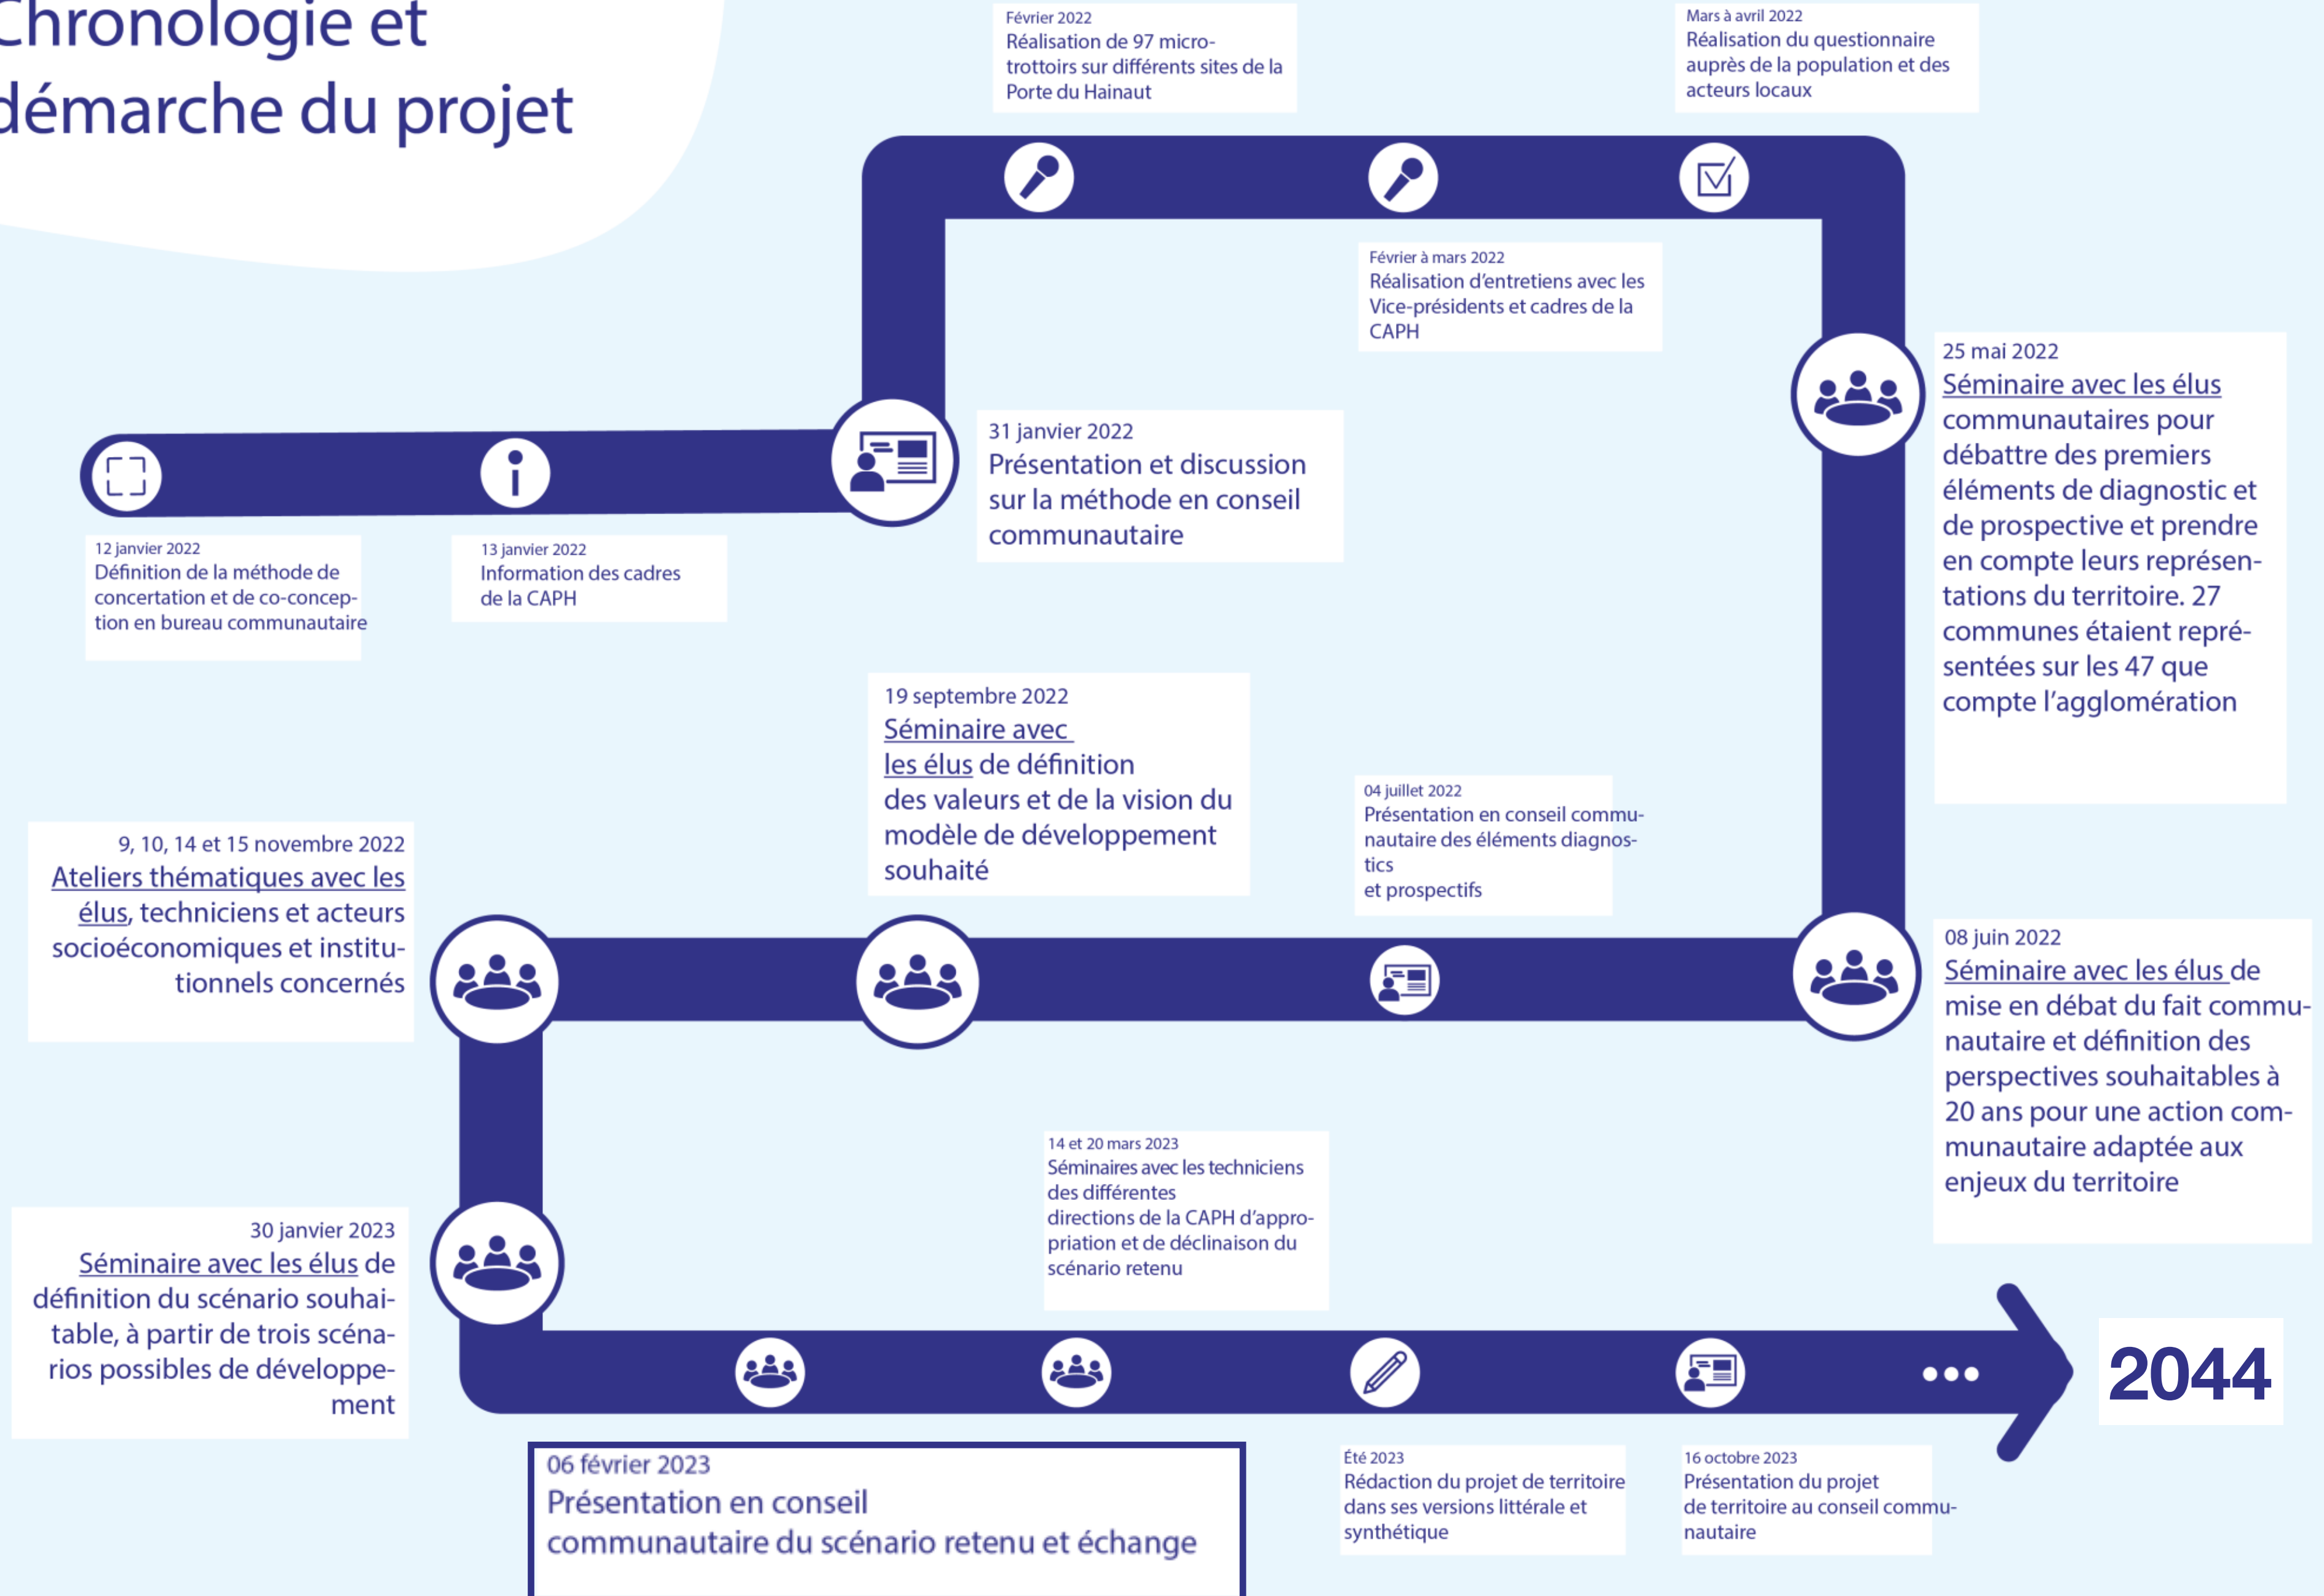 Chronologie et
démarche du projet
12 janvier 2022
Définition de la méthode de
concertation et de co-concep-
tion en bureau communautaire
13 janvier 2022
Information des cadres
de la CAPH
31 janvier 2022
Présentation et discussion
sur la méthode en conseil
communautaire
Février 2022
Réalisation de 97 micro-
trottoirs sur différents sites de la
Porte du Hainaut
Février à mars 2022
Réalisation d’entretiens avec les
Vice-présidents et cadres de la
CAPH
Mars à avril 2022
Réalisation du questionnaire
auprès de la population et des
acteurs locaux
25 mai 2022
Séminaire avec les élus
communautaires pour
débattre des premiers
éléments de diagnostic et
de prospective et prendre
en compte leurs représen-
tations du territoire. 27
communes étaient repré-
sentées sur les 47 que
compte l’agglomération
08 juin 2022
Séminaire avec les élus de
mise en débat du fait commu-
nautaire et définition des
perspectives souhaitables à
20 ans pour une action com-
munautaire adaptée aux
enjeux du territoire
04 juillet 2022
Présentation en conseil commu-
nautaire des éléments diagnos-
tics
et prospectifs
19 septembre 2022
Séminaire avec
les élus de définition
des valeurs et de la vision du
modèle de développement
souhaité
9, 10, 14 et 15 novembre 2022
Ateliers thématiques avec les
élus, techniciens et acteurs
socioéconomiques et institu-
tionnels concernés
30 janvier 2023
Séminaire avec les élus de
définition du scénario souhai-
table, à partir de trois scéna-
rios possibles de développe-
ment
06 février 2023
Présentation en conseil
communautaire du scénario retenu et échange
14 et 20 mars 2023
Séminaires avec les techniciens
des différentes
directions de la CAPH d’appro-
priation et de déclinaison du
scénario retenu
Été 2023
Rédaction du projet de territoire
dans ses versions littérale et
synthétique
16 octobre 2023
Présentation du projet
de territoire au conseil commu-
nautaire
2044